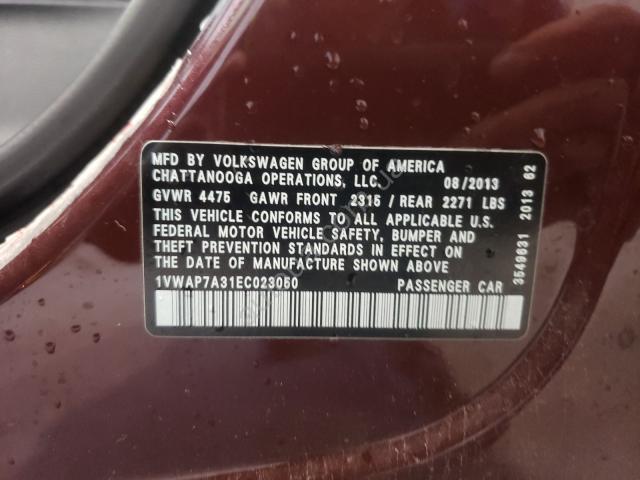 MFD BY VOLKSWAGEN GROUP OF AMERICA
CHATTANOOGA OPERATIONS, LLC. 08/2013
GVWR 4475 GAWR FRONT 2315 / REAR 2271 LBS
THIS VEHICLE CONFORMS TO ALL APPLICABLE U.S.
FEDERAL MOTOR VEHICLE SAFETY, BUMPER AND
THEFT PREVENTION STANDARDS IN EFFECT ON
THE DATE OF MANUFACTURE SHOWN ABOVE
1VWAP7A31EC023060 PASSENGER CAR
3549031 2013 02